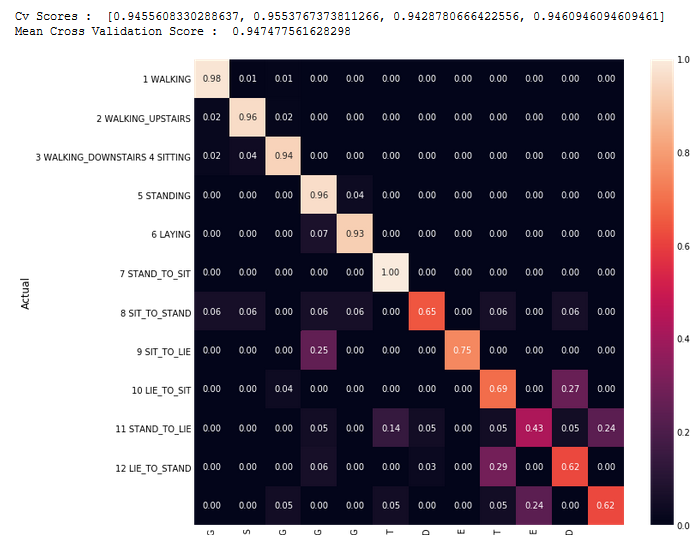 Cv Scores :  [0.9455608330288637, 0.9553767373811266, 0.9428780666422556, 0.9460946094609461]
Mean Cross Validation Score :  0.947477561628298
1.0
1 WALKING 0.98 0.01 0.01 0.00 0.00 0.00 0.00 0.00 0.00 0.00 0.00 0.00
2 WALKING_UPSTAIRS 0.02 0.96 0.02 0.00 0.00 0.00 0.00 0.00 0.00 0.00 0.00 0.00
0.8
3 WALKING_DOWNSTAIRS 4 SITTING 0.02 0.04 0.94 0.00 0.00 0.00 0.00 0.00 0.00 0.00 0.00 0.00
5 STANDING 0.00 0.00 0.00 0.96 0.04 0.00 0.00 0.00 0.00 0.00 0.00 0.00
6 LAYING 0.00 0.00 0.00 0.07 0.93 0.00 0.00 0.00 0.00 0.00 0.00 0.00
0.6
7 STAND_TO_SIT 0.00 0.00 0.00 0.00 0.00 1.00 0.00 0.00 0.00 0.00 0.00 0.00
Actual
8 SIT_TO_STAND 0.06 0.06 0.00 0.06 0.06 0.00 0.65 0.00 0.06 0.00 0.06 0.00
0.4
9 SIT_TO_LIE 0.00 0.00 0.00 0.25 0.00 0.00 0.00 0.75 0.00 0.00 0.00 0.00
10 LIE_TO_SIT 0.00 0.00 0.04 0.00 0.00 0.00 0.00 0.00 0.69 0.00 0.27 0.00
11 STAND_TO_LIE 0.00 0.00 0.00 0.05 0.00 0.14 0.05 0.00 0.05 0.43 0.05 0.24
0.2
12 LIE_TO_STAND 0.00 0.00 0.00 0.06 0.00 0.00 0.03 0.00 0.29 0.00 0.62 0.00
0.00 0.00 0.05 0.00 0.00 0.05 0.00 0.00 0.05 0.24 0.00 0.62
0.0
G S G G G T D E T E D